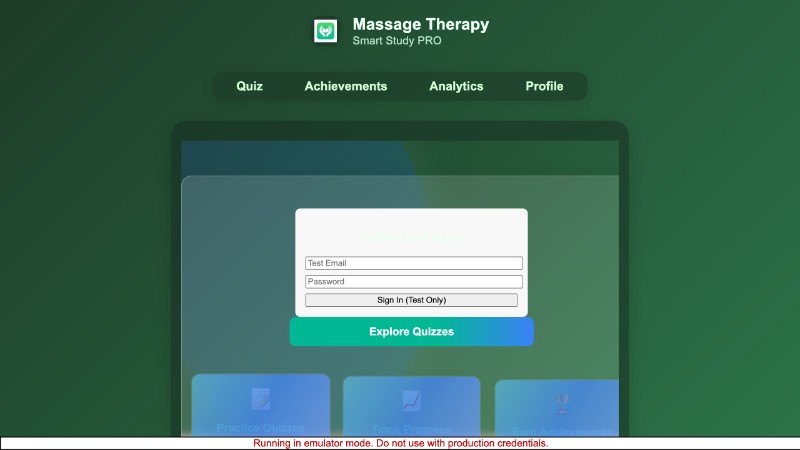 Massage Therapy
Smart Study PRO
Quiz
Achievements
Analytics
Profile
Test Email
Password
Sign In (Test Only)
Explore Quizzes
Practice Quizzes
Track Progress
Earn Achievements
Running in emulator mode. Do not use with production credentials.